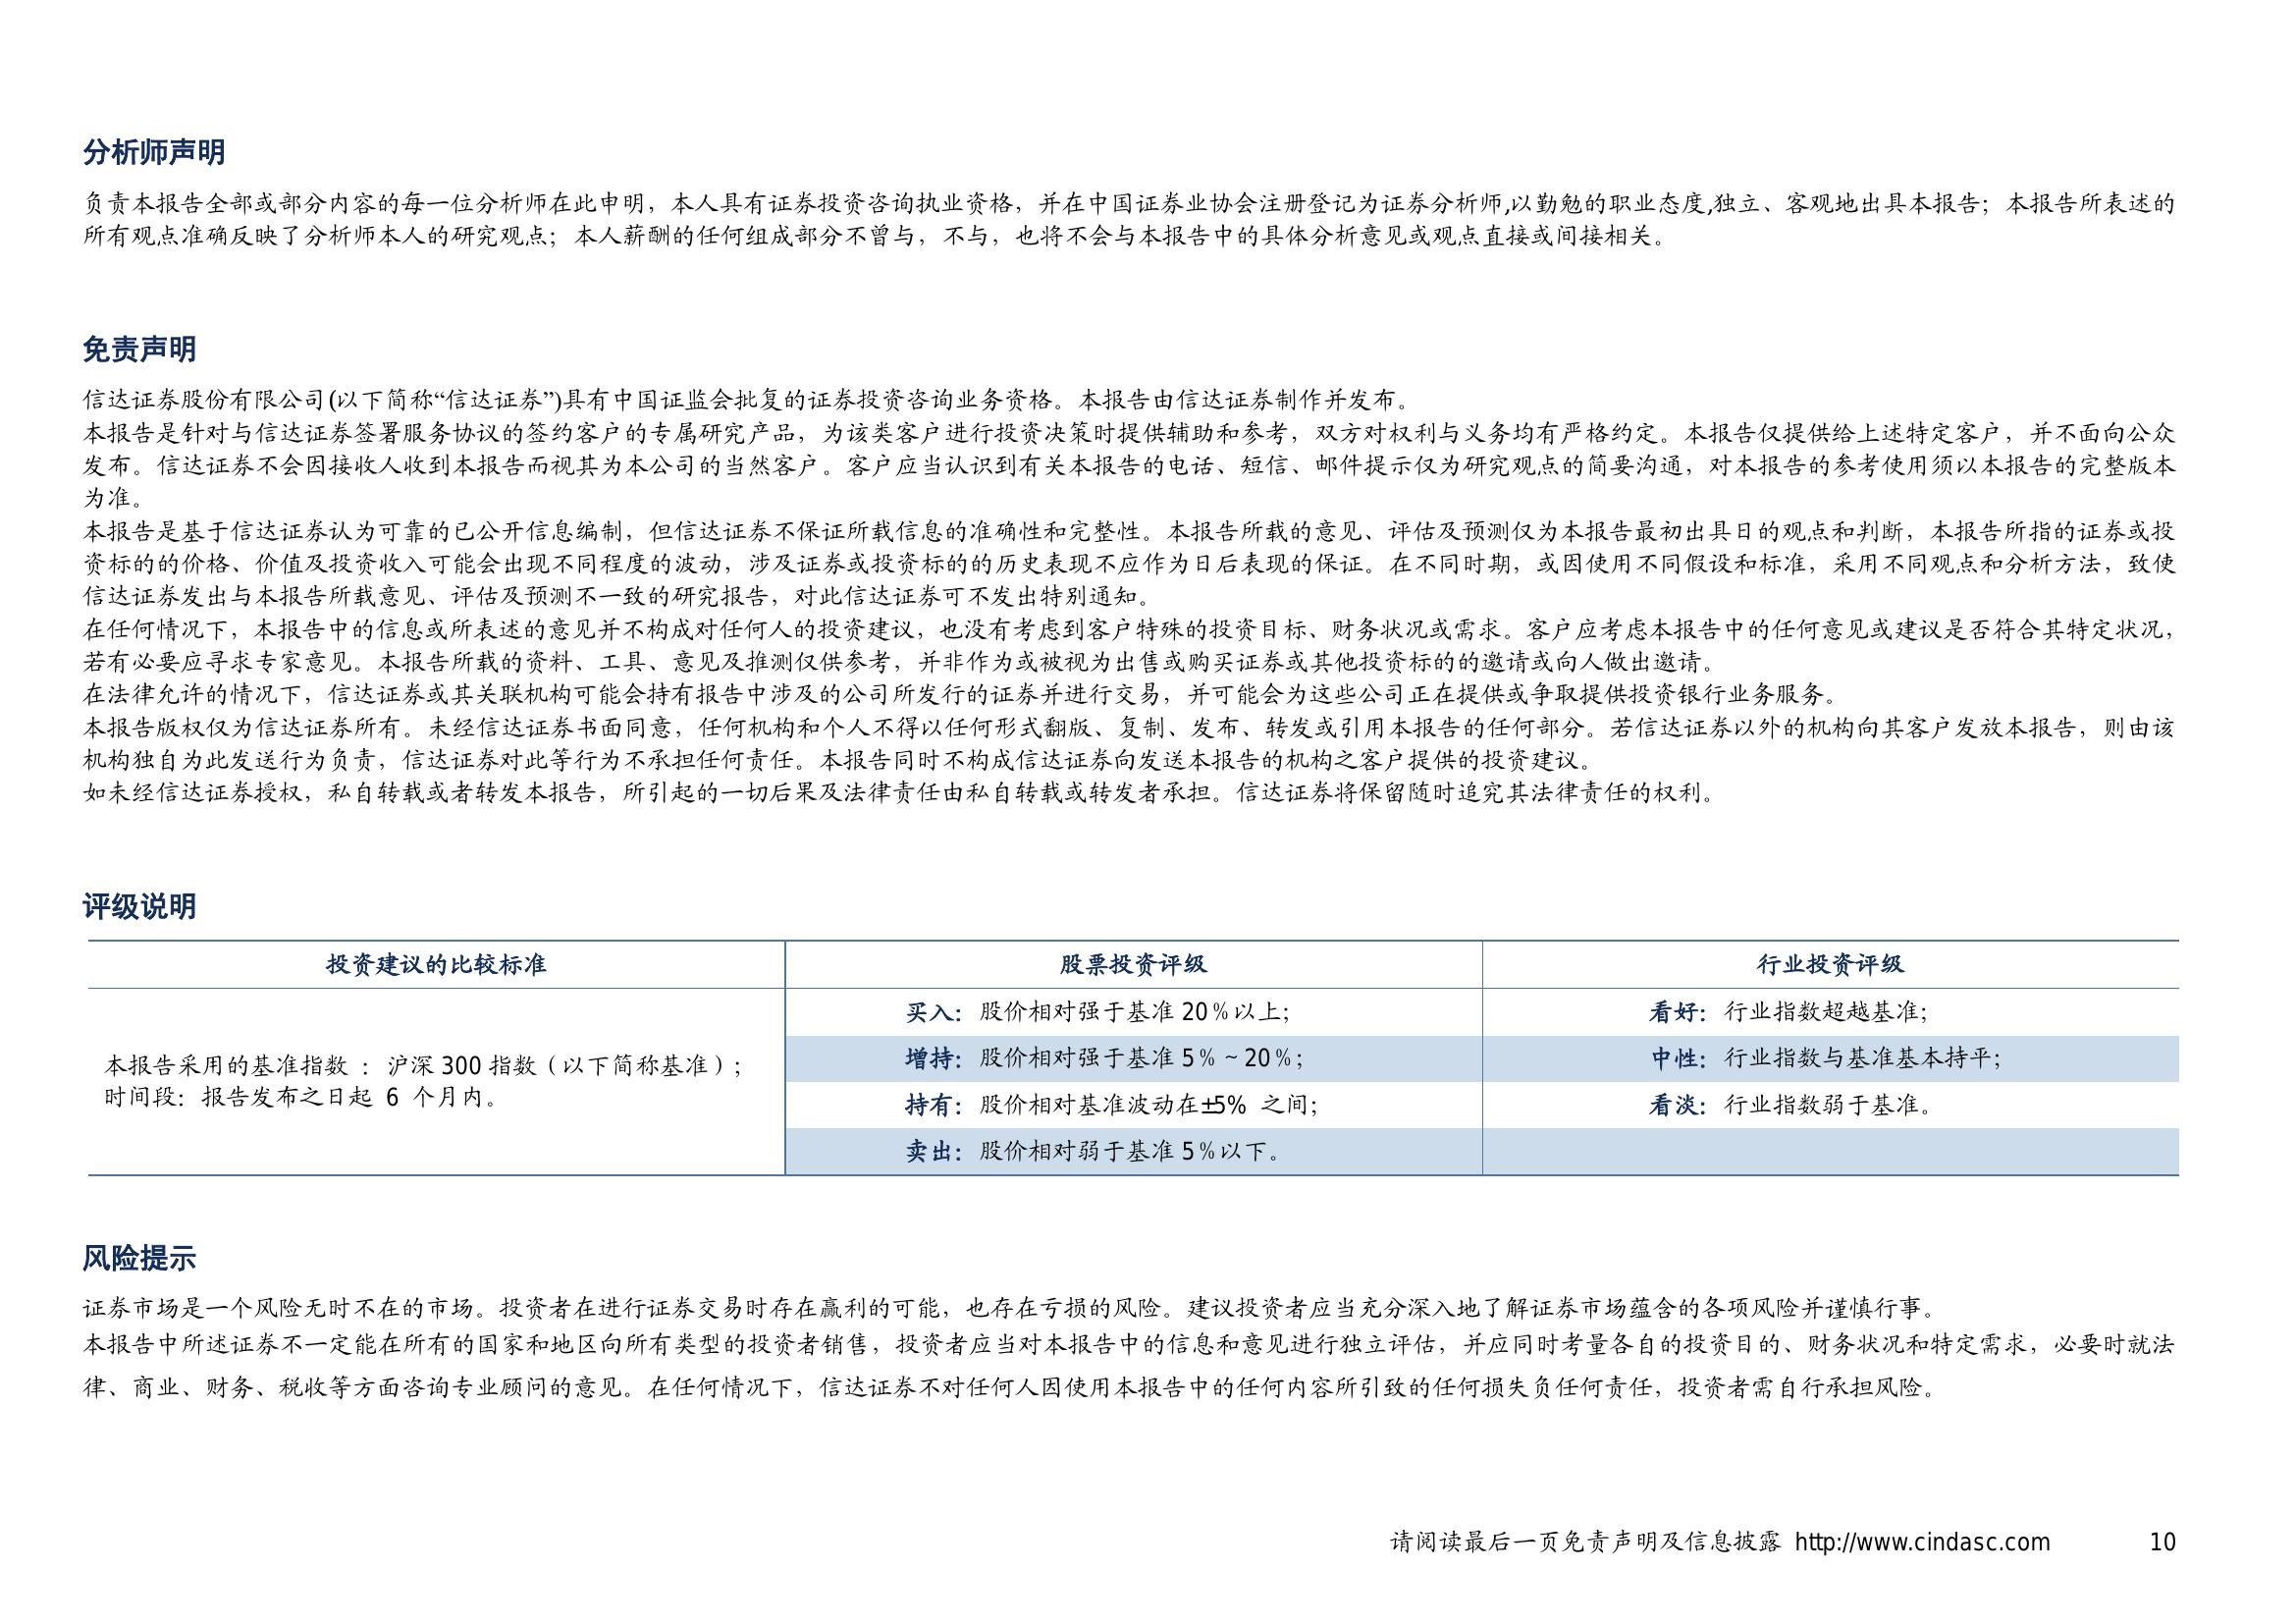 分析师声明
负责本报告全部或部分内容的每一位分析师在此申明，本人具有证券投资咨询执业资格，并在中国证券业协会注册登记为证券分析师,以勤勉的职业态度,独立、客观地出具本报告；本报告所表述的
所有观点准确反映了分析师本人的研究观点；本人薪酬的任何组成部分不曾与，不与，也将不会与本报告中的具体分析意见或观点直接或间接相关。
免责声明
信达证券股份有限公司(以下简称“信达证券”)具有中国证监会批复的证券投资咨询业务资格。本报告由信达证券制作并发布。
本报告是针对与信达证券签署服务协议的签约客户的专属研究产品，为该类客户进行投资决策时提供辅助和参考，双方对权利与义务均有严格约定。本报告仅提供给上述特定客户，并不面向公众
发布。信达证券不会因接收人收到本报告而视其为本公司的当然客户。客户应当认识到有关本报告的电话、短信、邮件提示仅为研究观点的简要沟通，对本报告的参考使用须以本报告的完整版本
为准。
本报告是基于信达证券认为可靠的已公开信息编制，但信达证券不保证所载信息的准确性和完整性。本报告所载的意见、评估及预测仅为本报告最初出具日的观点和判断，本报告所指的证券或投
资标的的价格、价值及投资收入可能会出现不同程度的波动，涉及证券或投资标的的历史表现不应作为日后表现的保证。在不同时期，或因使用不同假设和标准，采用不同观点和分析方法，致使
信达证券发出与本报告所载意见、评估及预测不一致的研究报告，对此信达证券可不发出特别通知。
在任何情况下，本报告中的信息或所表述的意见并不构成对任何人的投资建议，也没有考虑到客户特殊的投资目标、财务状况或需求。客户应考虑本报告中的任何意见或建议是否符合其特定状况，
若有必要应寻求专家意见。本报告所载的资料、工具、意见及推测仅供参考，并非作为或被视为出售或购买证券或其他投资标的的邀请或向人做出邀请。
在法律允许的情况下，信达证券或其关联机构可能会持有报告中涉及的公司所发行的证券并进行交易，并可能会为这些公司正在提供或争取提供投资银行业务服务。
本报告版权仅为信达证券所有。未经信达证券书面同意，任何机构和个人不得以任何形式翻版、复制、发布、转发或引用本报告的任何部分。若信达证券以外的机构向其客户发放本报告，则由该
机构独自为此发送行为负责，信达证券对此等行为不承担任何责任。本报告同时不构成信达证券向发送本报告的机构之客户提供的投资建议。
如未经信达证券授权，私自转载或者转发本报告，所引起的一切后果及法律责任由私自转载或转发者承担。信达证券将保留随时追究其法律责任的权利。
评级说明
投资建议的比较标准 股票投资评级 行业投资评级
本报告采用的基准指数 ：沪深 300 指数（以下简称基准）；
时间段：报告发布之日起 6 个月内。
买入：股价相对强于基准 20％以上；
增持：股价相对强于基准 5％～20％；
持有：股价相对基准波动在±5% 之间；
卖出：股价相对弱于基准 5％以下。
看好：行业指数超越基准；
中性：行业指数与基准基本持平；
看淡：行业指数弱于基准。
风险提示
证券市场是一个风险无时不在的市场。投资者在进行证券交易时存在赢利的可能，也存在亏损的风险。建议投资者应当充分深入地了解证券市场蕴含的各项风险并谨慎行事。
本报告中所述证券不一定能在所有的国家和地区向所有类型的投资者销售，投资者应当对本报告中的信息和意见进行独立评估，并应同时考量各自的投资目的、财务状况和特定需求，必要时就法
律、商业、财务、税收等方面咨询专业顾问的意见。在任何情况下，信达证券不对任何人因使用本报告中的任何内容所引致的任何损失负任何责任，投资者需自行承担风险。
请阅读最后一页免责声明及信息披露 http://www.cindasc.com 10